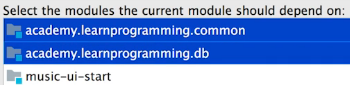 Select the modules the current module should depend on:
academy.learnprogramming.common
academy.learnprogramming.db
music-ui-start